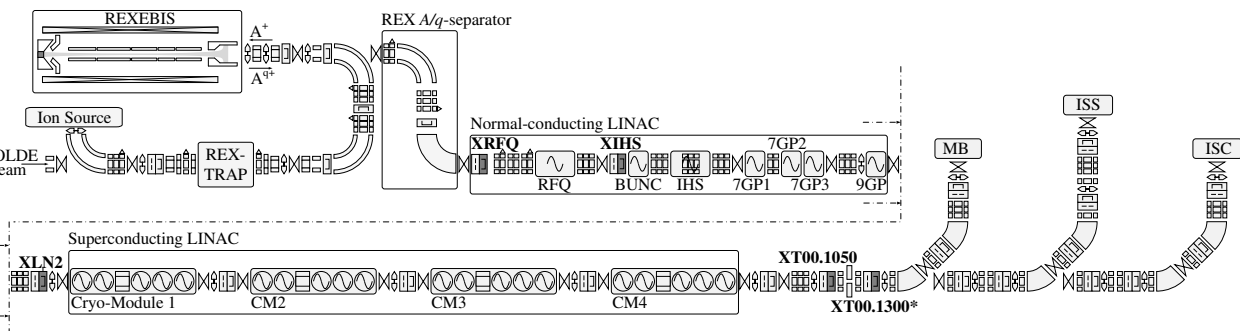 REXEBIS
A+
Aq+
REX A/q-separator
Ion Source
OLDE
eam
REX-
TRAP
Normal-conducting LINAC
XRFQ
XIHS
7GP2
RFQ
BUNC
IHS
7GP1
7GP3
9GP
MB
ISS
ISC
Superconducting LINAC
XLN2
Cryo-Module 1
CM2
CM3
CM4
XT00.1050
XT00.1300*